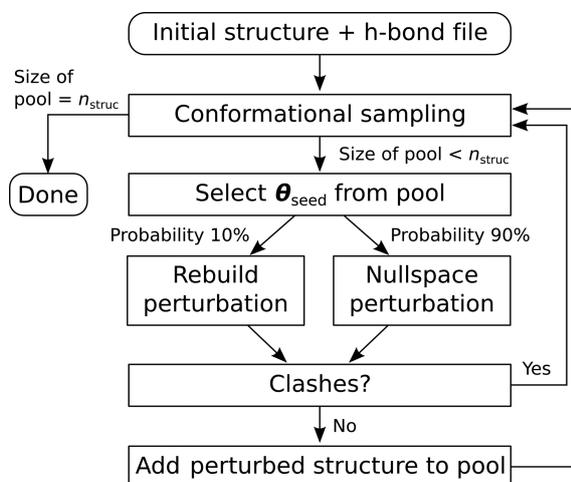 Initial structure + h-bond file
Size of
pool = n_struc
Conformational sampling
Size of pool < n_struc
Done
Select θ_seed from pool
Probability 10%
Probability 90%
Rebuild
perturbation
Nullspace
perturbation
Clashes?
Yes
No
Add perturbed structure to pool